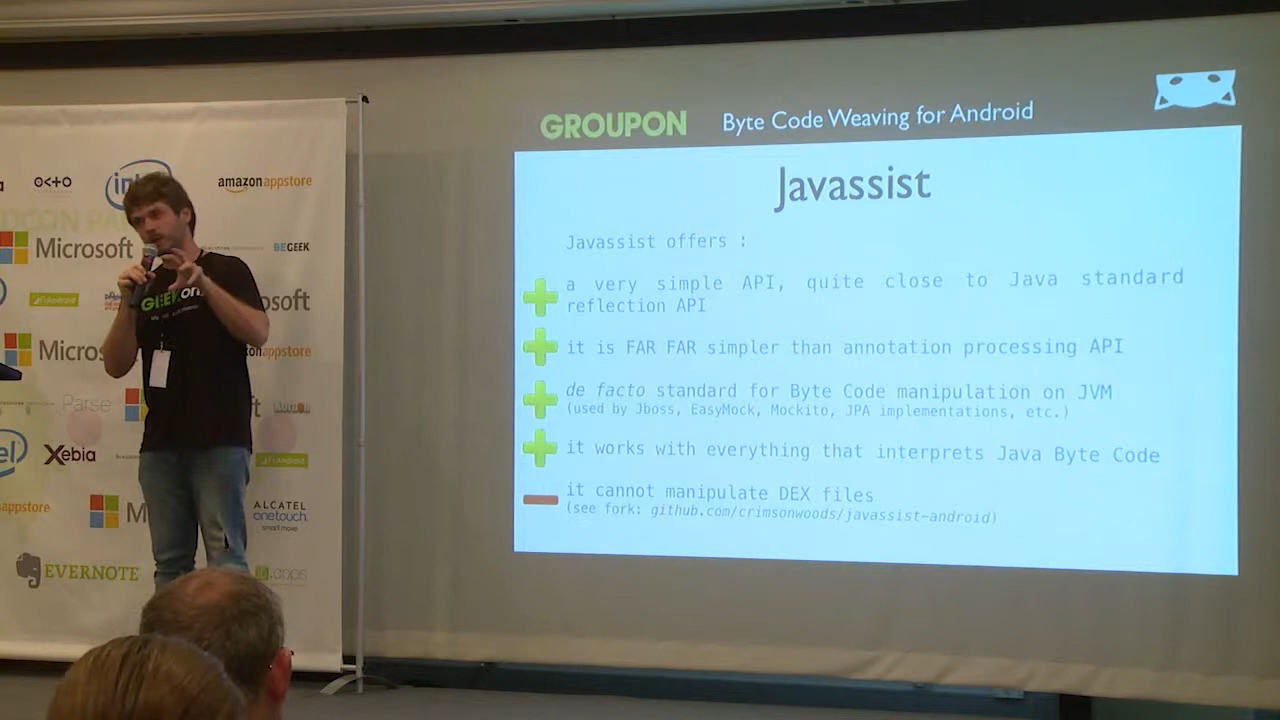 GROUPON
Byte Code Weaving for Android
Javassist
Javassist offers :
a very simple API, quite close to Java standard
reflection API
it is FAR FAR simpler than annotation processing API
de facto standard for Byte Code manipulation on JVM
(used by Jboss, EasyMock, Mockito, JPA implementations, etc.)
it works with everything that interprets Java Byte Code
it cannot manipulate DEX files
(see fork: github.com/crimsonwoods/javassist-android)
OCTO
amazon appstore
Microsoft
BEGEEK
Parse
Xebia
ALCATEL
onetouch.
EVERNOTE
apps